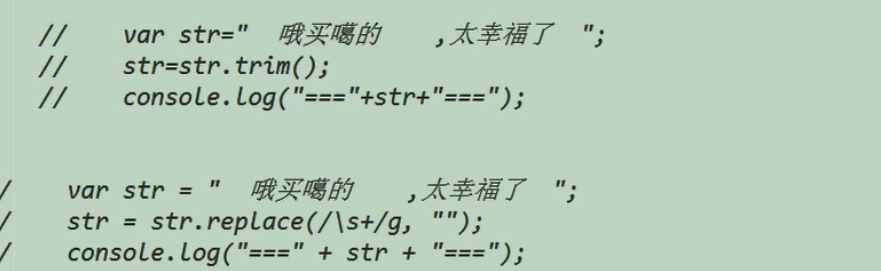 //    var str="  哦买噶的    ,太幸福了  ";
//    str=str.trim();
//    console.log("==="+str+"===");
/    var str = "  哦买噶的    ,太幸福了  ";
/    str = str.replace(/\s+/g, "");
/    console.log("===" + str + "===");